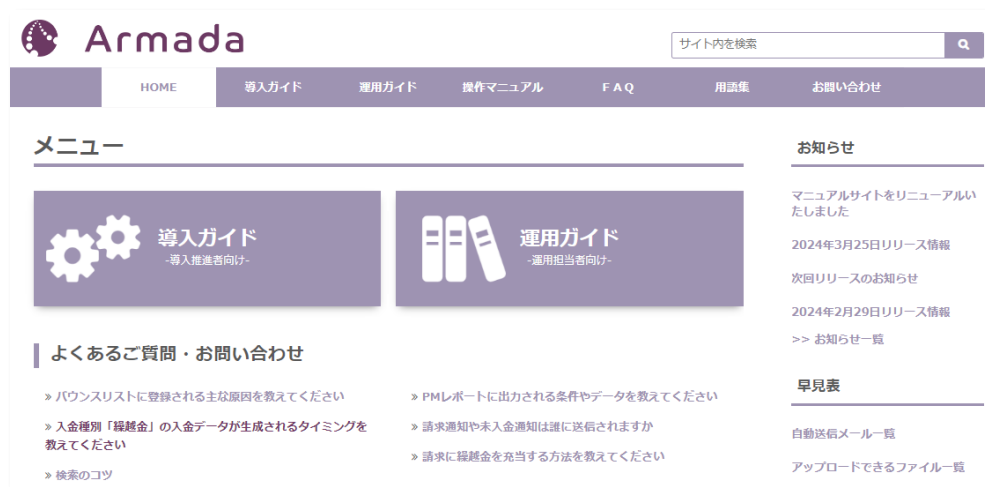 Armada
サイト内を検索
HOME
導入ガイド
運用ガイド
操作マニュアル
F A Q
用語集
お問い合わせ
メニュー
導入ガイド
-導入推進者向け-
運用ガイド
-運用担当者向け-
よくあるご質問・お問い合わせ
» バウンスリストに登録される主な原因を教えてください
» 入金種別「繰越金」の入金データが生成されるタイミングを
教えてください
» 検索のコツ
» PMレポートに出力される条件やデータを教えてください
» 請求通知や未入金通知は誰に送信されますか
» 請求に繰越金を充当する方法を教えてください
お知らせ
マニュアルサイトをリニューアルい
たしました
2024年3月25日リリース情報
次回リリースのお知らせ
2024年2月29日リリース情報
>> お知らせ一覧
早見表
自動送信メール一覧
アップロードできるファイル一覧